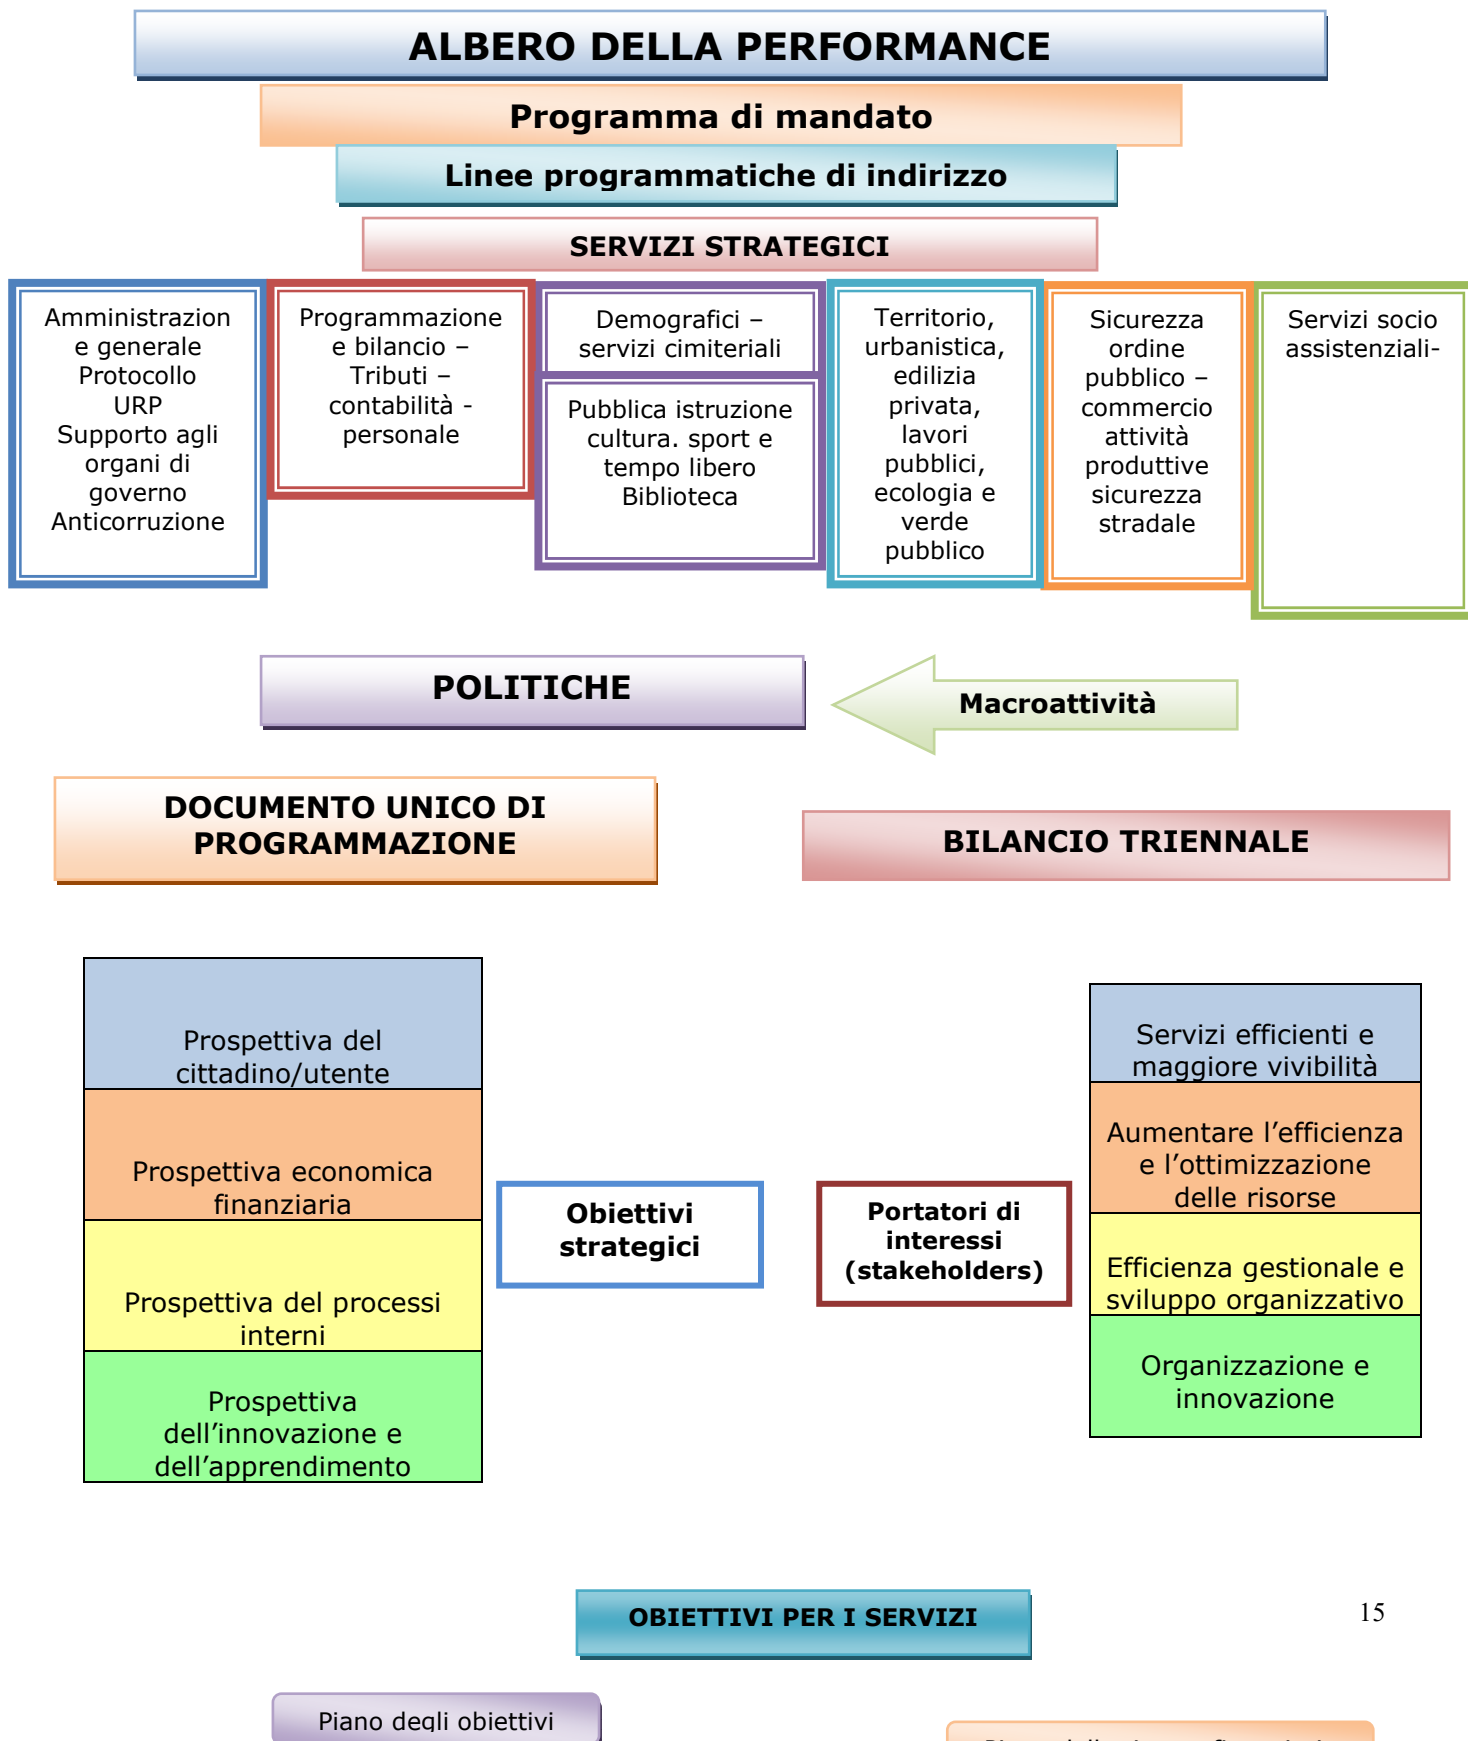 ALBERO DELLA PERFORMANCE
Programma di mandato
Linee programmatiche di indirizzo
SERVIZI STRATEGICI
Amministrazion
e generale
Protocollo
URP
Supporto agli
organi di
governo
Anticorruzione
Programmazione
e bilancio –
Tributi –
contabilità -
personale
Demografici –
servizi cimiteriali
Pubblica istruzione
cultura. sport e
tempo libero
Biblioteca
Territorio,
urbanistica,
edilizia
privata,
lavori
pubblici,
ecologia e
verde
pubblico
Sicurezza
ordine
pubblico –
commercio
attività
produttive
sicurezza
stradale
Servizi socio
assistenziali-
POLITICHE
Macroattività
DOCUMENTO UNICO DI
PROGRAMMAZIONE
BILANCIO TRIENNALE
Prospettiva del
cittadino/utente
Prospettiva economica
finanziaria
Prospettiva del processi
interni
Prospettiva
dell’innovazione e
dell’apprendimento
Obiettivi
strategici
Portatori di
interessi
(stakeholders)
Servizi efficienti e
maggiore vivibilità
Aumentare l’efficienza
e l’ottimizzazione
delle risorse
Efficienza gestionale e
sviluppo organizzativo
Organizzazione e
innovazione
OBIETTIVI PER I SERVIZI
15
Piano degli obiettivi